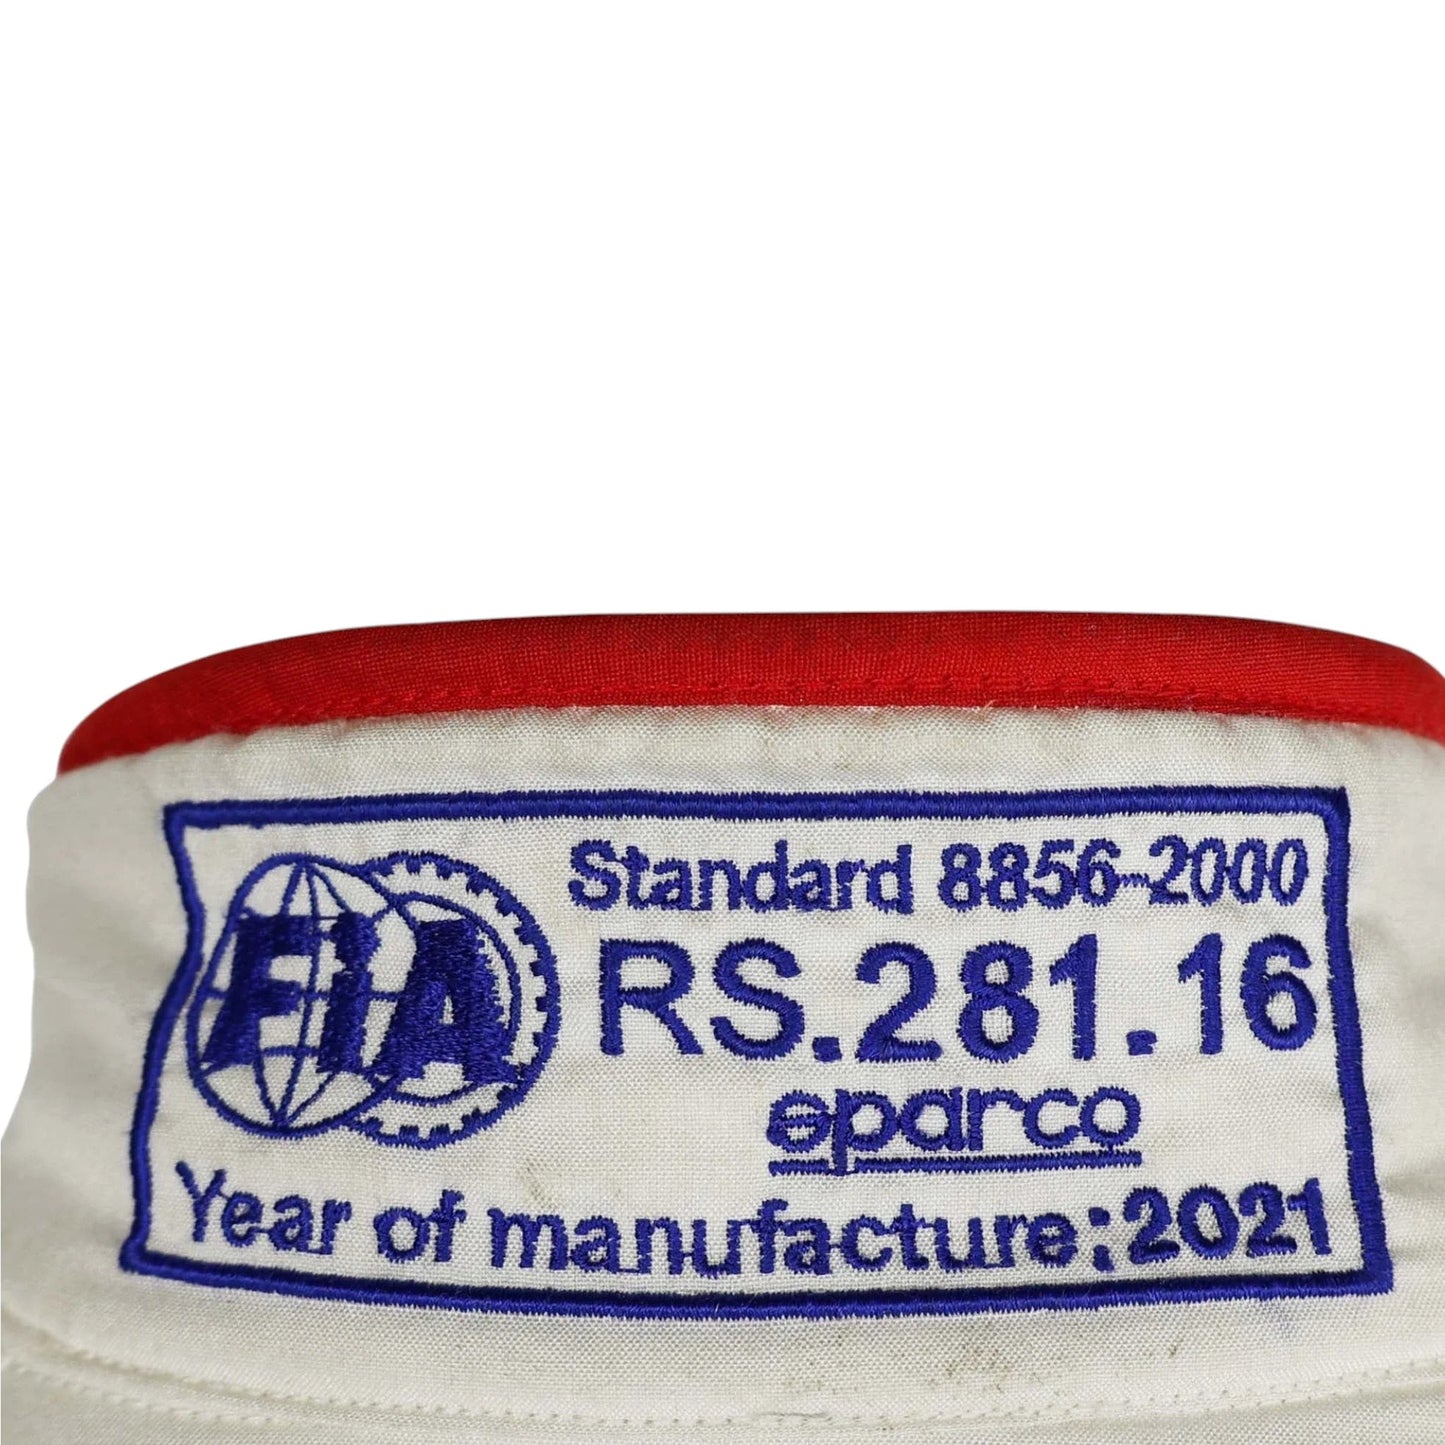 FIA
Standard 8856-2000
RS.281.16
sparco
Year of manufacture:2021